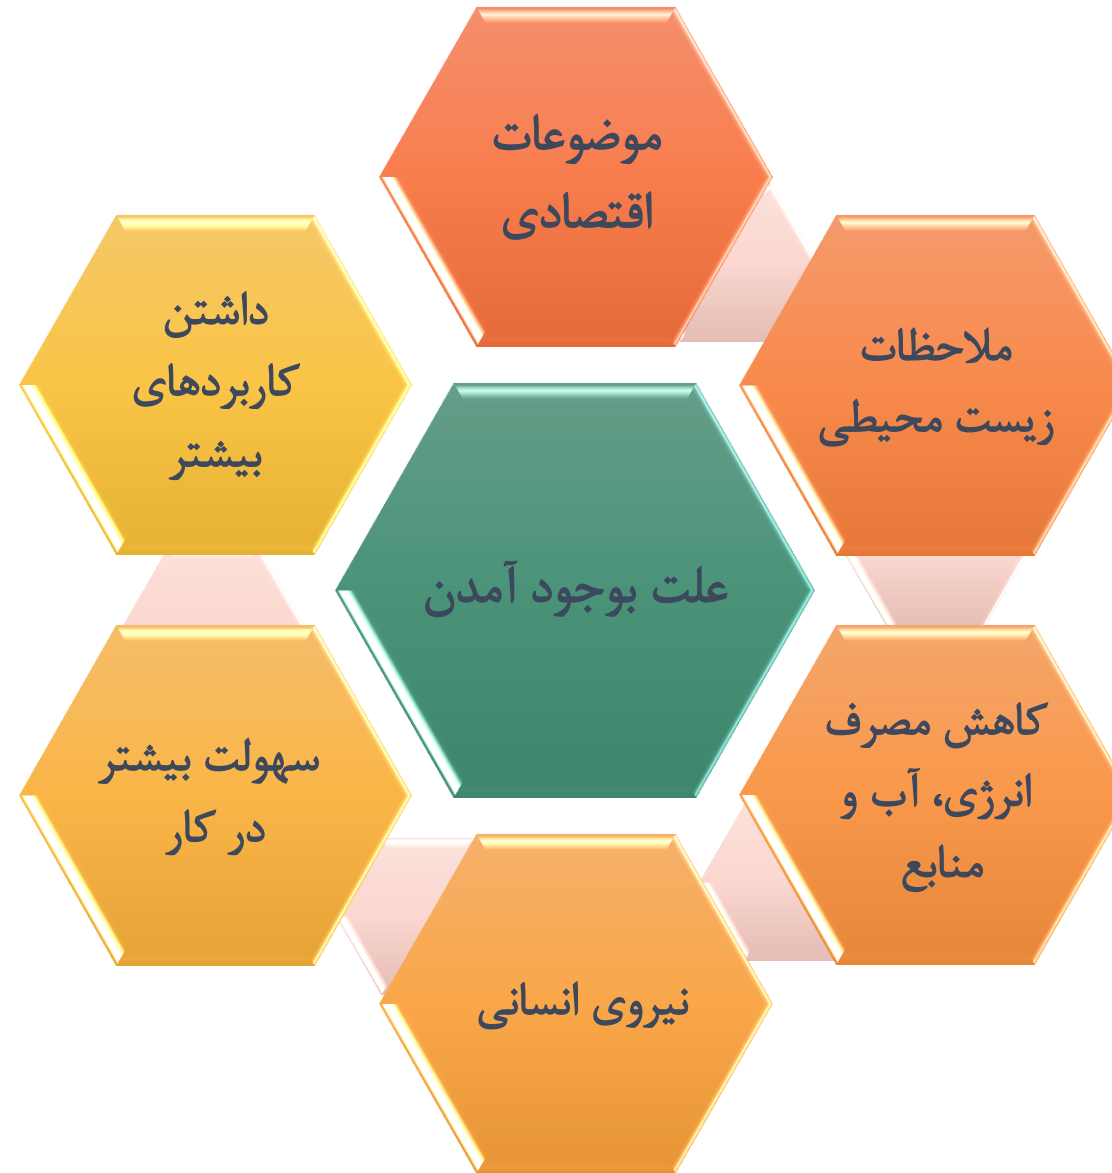 موضوعات
اقتصادی
ملاحظات
زیست محیطی
کاهش مصرف
انرژی، آب و
منابع
نیروی انسانی
سهولت بیشتر
در کار
داشتن
کاربردهای
بیشتر
علت بوجود آمدن